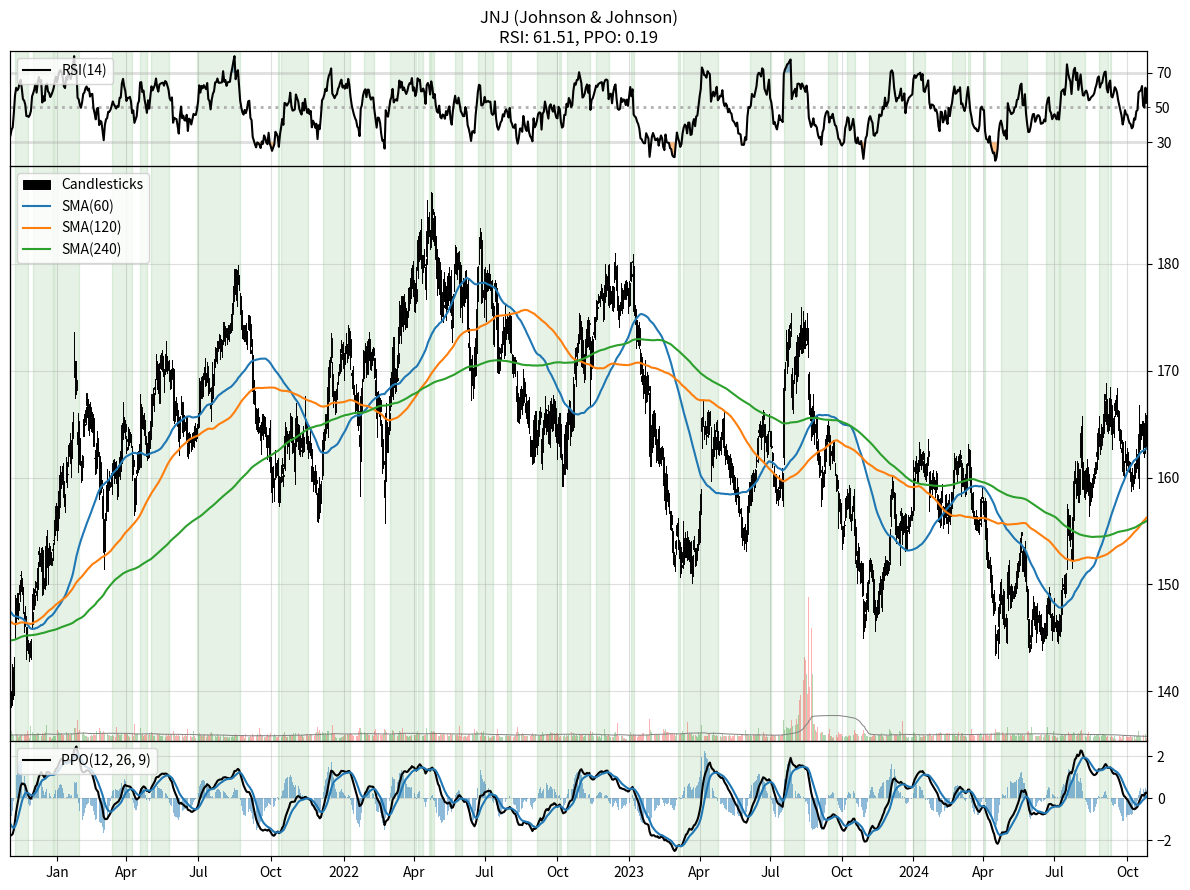 JNJ (Johnson & Johnson)
RSI: 61.51, PPO: 0.19
RSI(14)
70
50
30
Candlesticks
SMA(60)
SMA(120)
SMA(240)
180
170
160
150
140
PPO(12, 26, 9)
2
0
−2
Jan Apr Jul Oct 2022 Apr Jul Oct 2023 Apr Jul Oct 2024 Apr Jul Oct